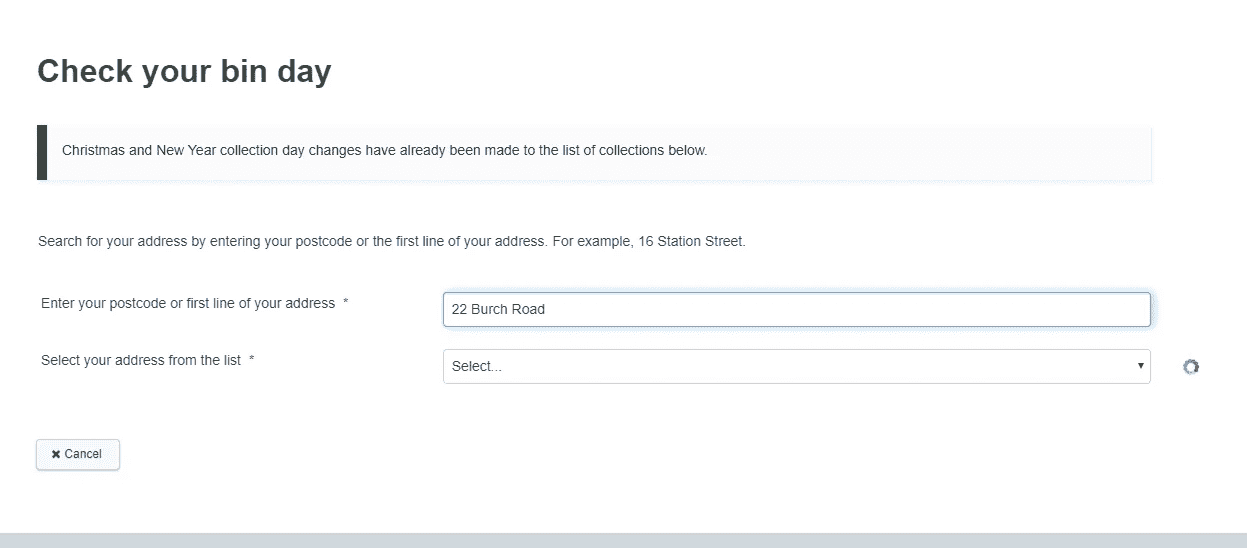 Check your bin day
Christmas and New Year collection day changes have already been made to the list of collections below.
Search for your address by entering your postcode or the first line of your address. For example, 16 Station Street.
Enter your postcode or first line of your address *
22 Burch Road
Select your address from the list *
Select...
✖ Cancel